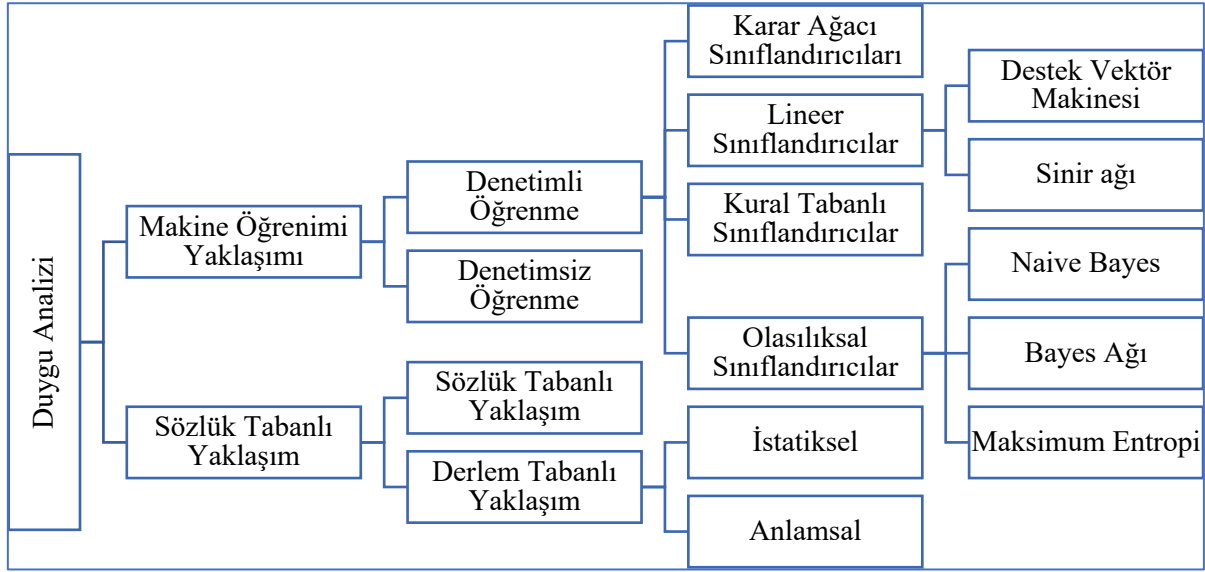 Duygu Analizi
Makine Öğrenimi
Yaklaşımı
Sözlük Tabanlı
Yaklaşım
Denetimli
Öğrenme
Denetimsiz
Öğrenme
Sözlük Tabanlı
Yaklaşım
Derlem Tabanlı
Yaklaşım
Karar Ağacı
Sınıflandırıcıları
Lineer
Sınıflandırıcılar
Kural Tabanlı
Sınıflandırıcılar
Olasılıksal
Sınıflandırıcılar
İstatiksel
Anlamsal
Destek Vektör
Makinesi
Sinir ağı
Naive Bayes
Bayes Ağı
Maksimum Entropi